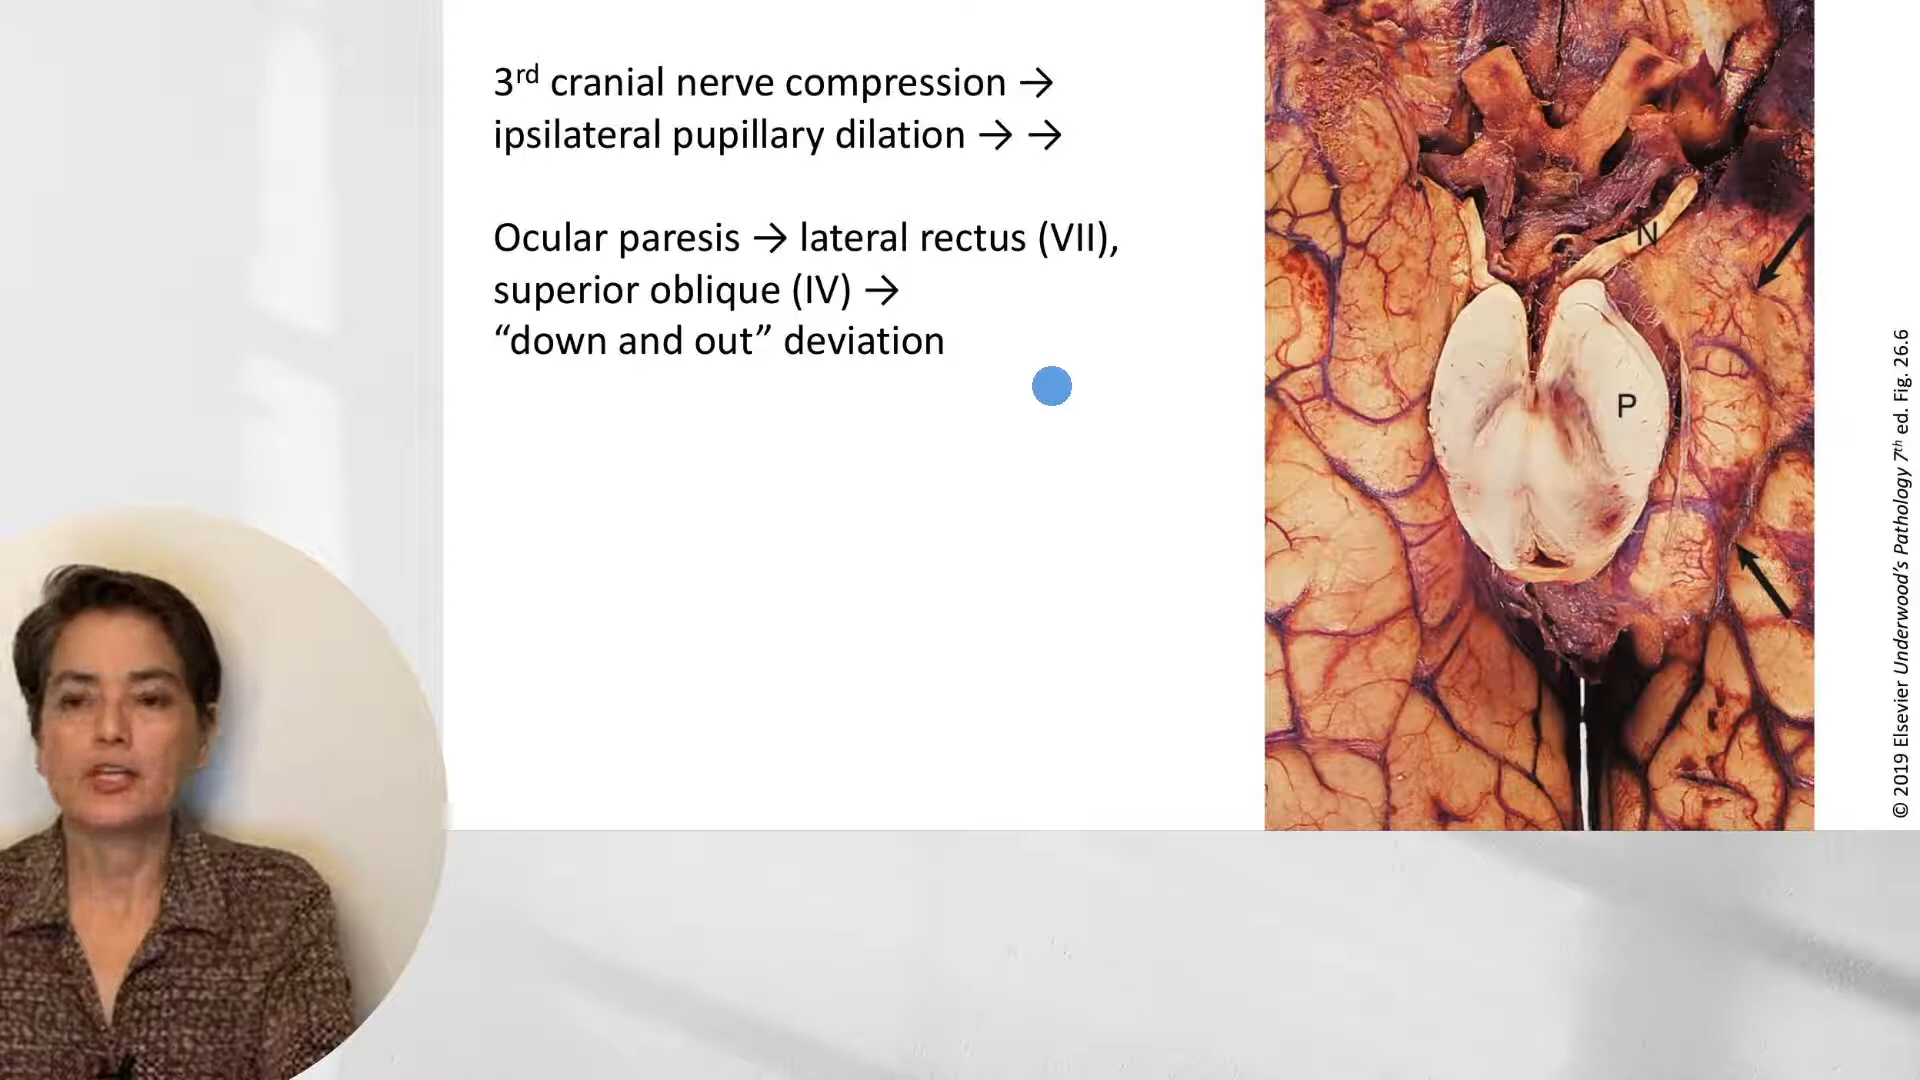 3rd cranial nerve compression →
ipsilateral pupillary dilation → →
Ocular paresis → lateral rectus (VII),
superior oblique (IV) →
“down and out” deviation
N
P
© 2019 Elsevier Underwood’s Pathology 7th ed. Fig. 26.6